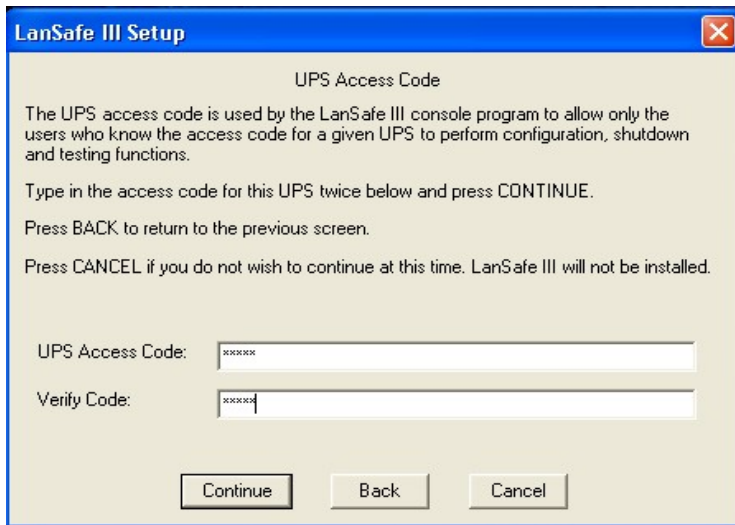 LanSafe III Setup
UPS Access Code
The UPS access code is used by the LanSafe III console program to allow only the
users who know the access code for a given UPS to perform configuration, shutdown
and testing functions.
Type in the access code for this UPS twice below and press CONTINUE.
Press BACK to return to the previous screen.
Press CANCEL if you do not wish to continue at this time. LanSafe III will not be installed.
UPS Access Code: *****
Verify Code: *****
Continue Back Cancel